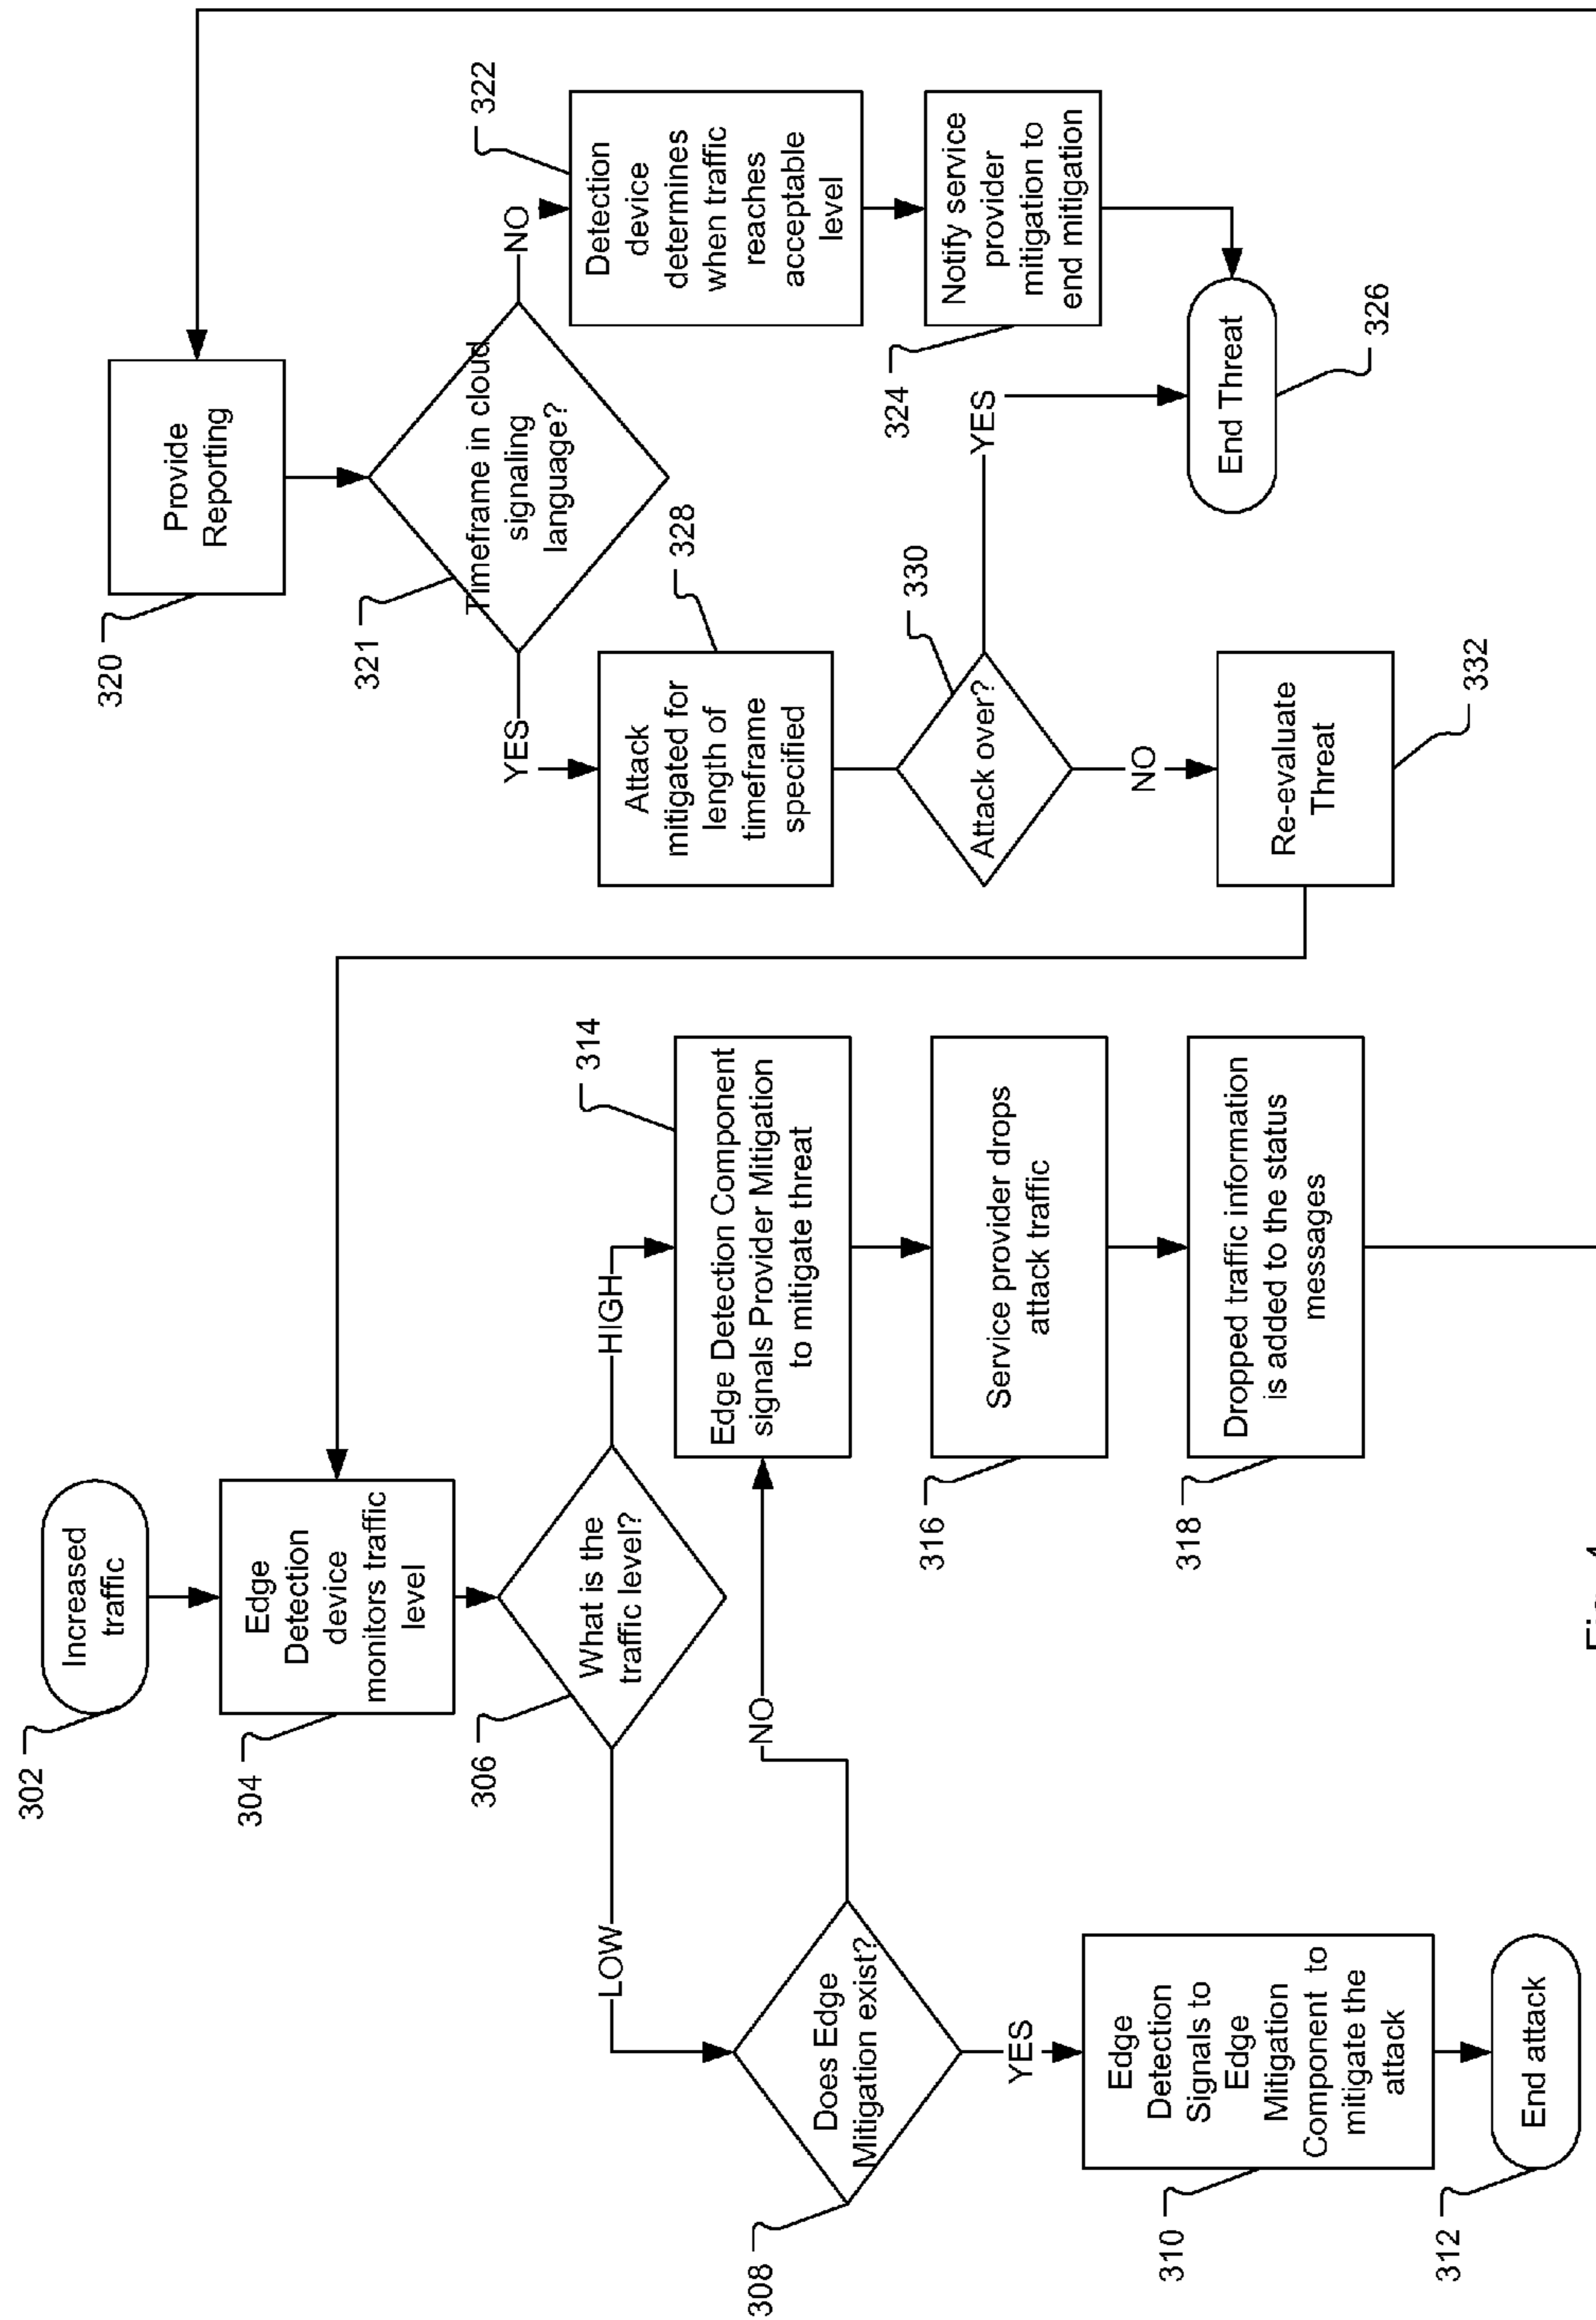 302
Increased
traffic
304
Edge
Detection
device
monitors traffic
level
306
What is the
traffic level?
LOW
HIGH
308
Does Edge
Mitigation exist?
NO
YES
310
Edge
Detection
Signals to
Edge
Mitigation
Component to
mitigate the
attack
312
End attack
314
Edge Detection Component
signals Provider Mitigation
to mitigate threat
316
Service provider drops
attack traffic
318
Dropped traffic information
is added to the status
messages
320
Provide
Reporting
321
Timeframe in cloud
signaling
language?
YES
NO
322
Detection
device
determines
when traffic
reaches
acceptable
level
324
Notify service
provider
mitigation to
end mitigation
326
End Threat
328
Attack
mitigated for
length of
timeframe
specified
330
Attack over?
YES
NO
332
Re-evaluate
Threat